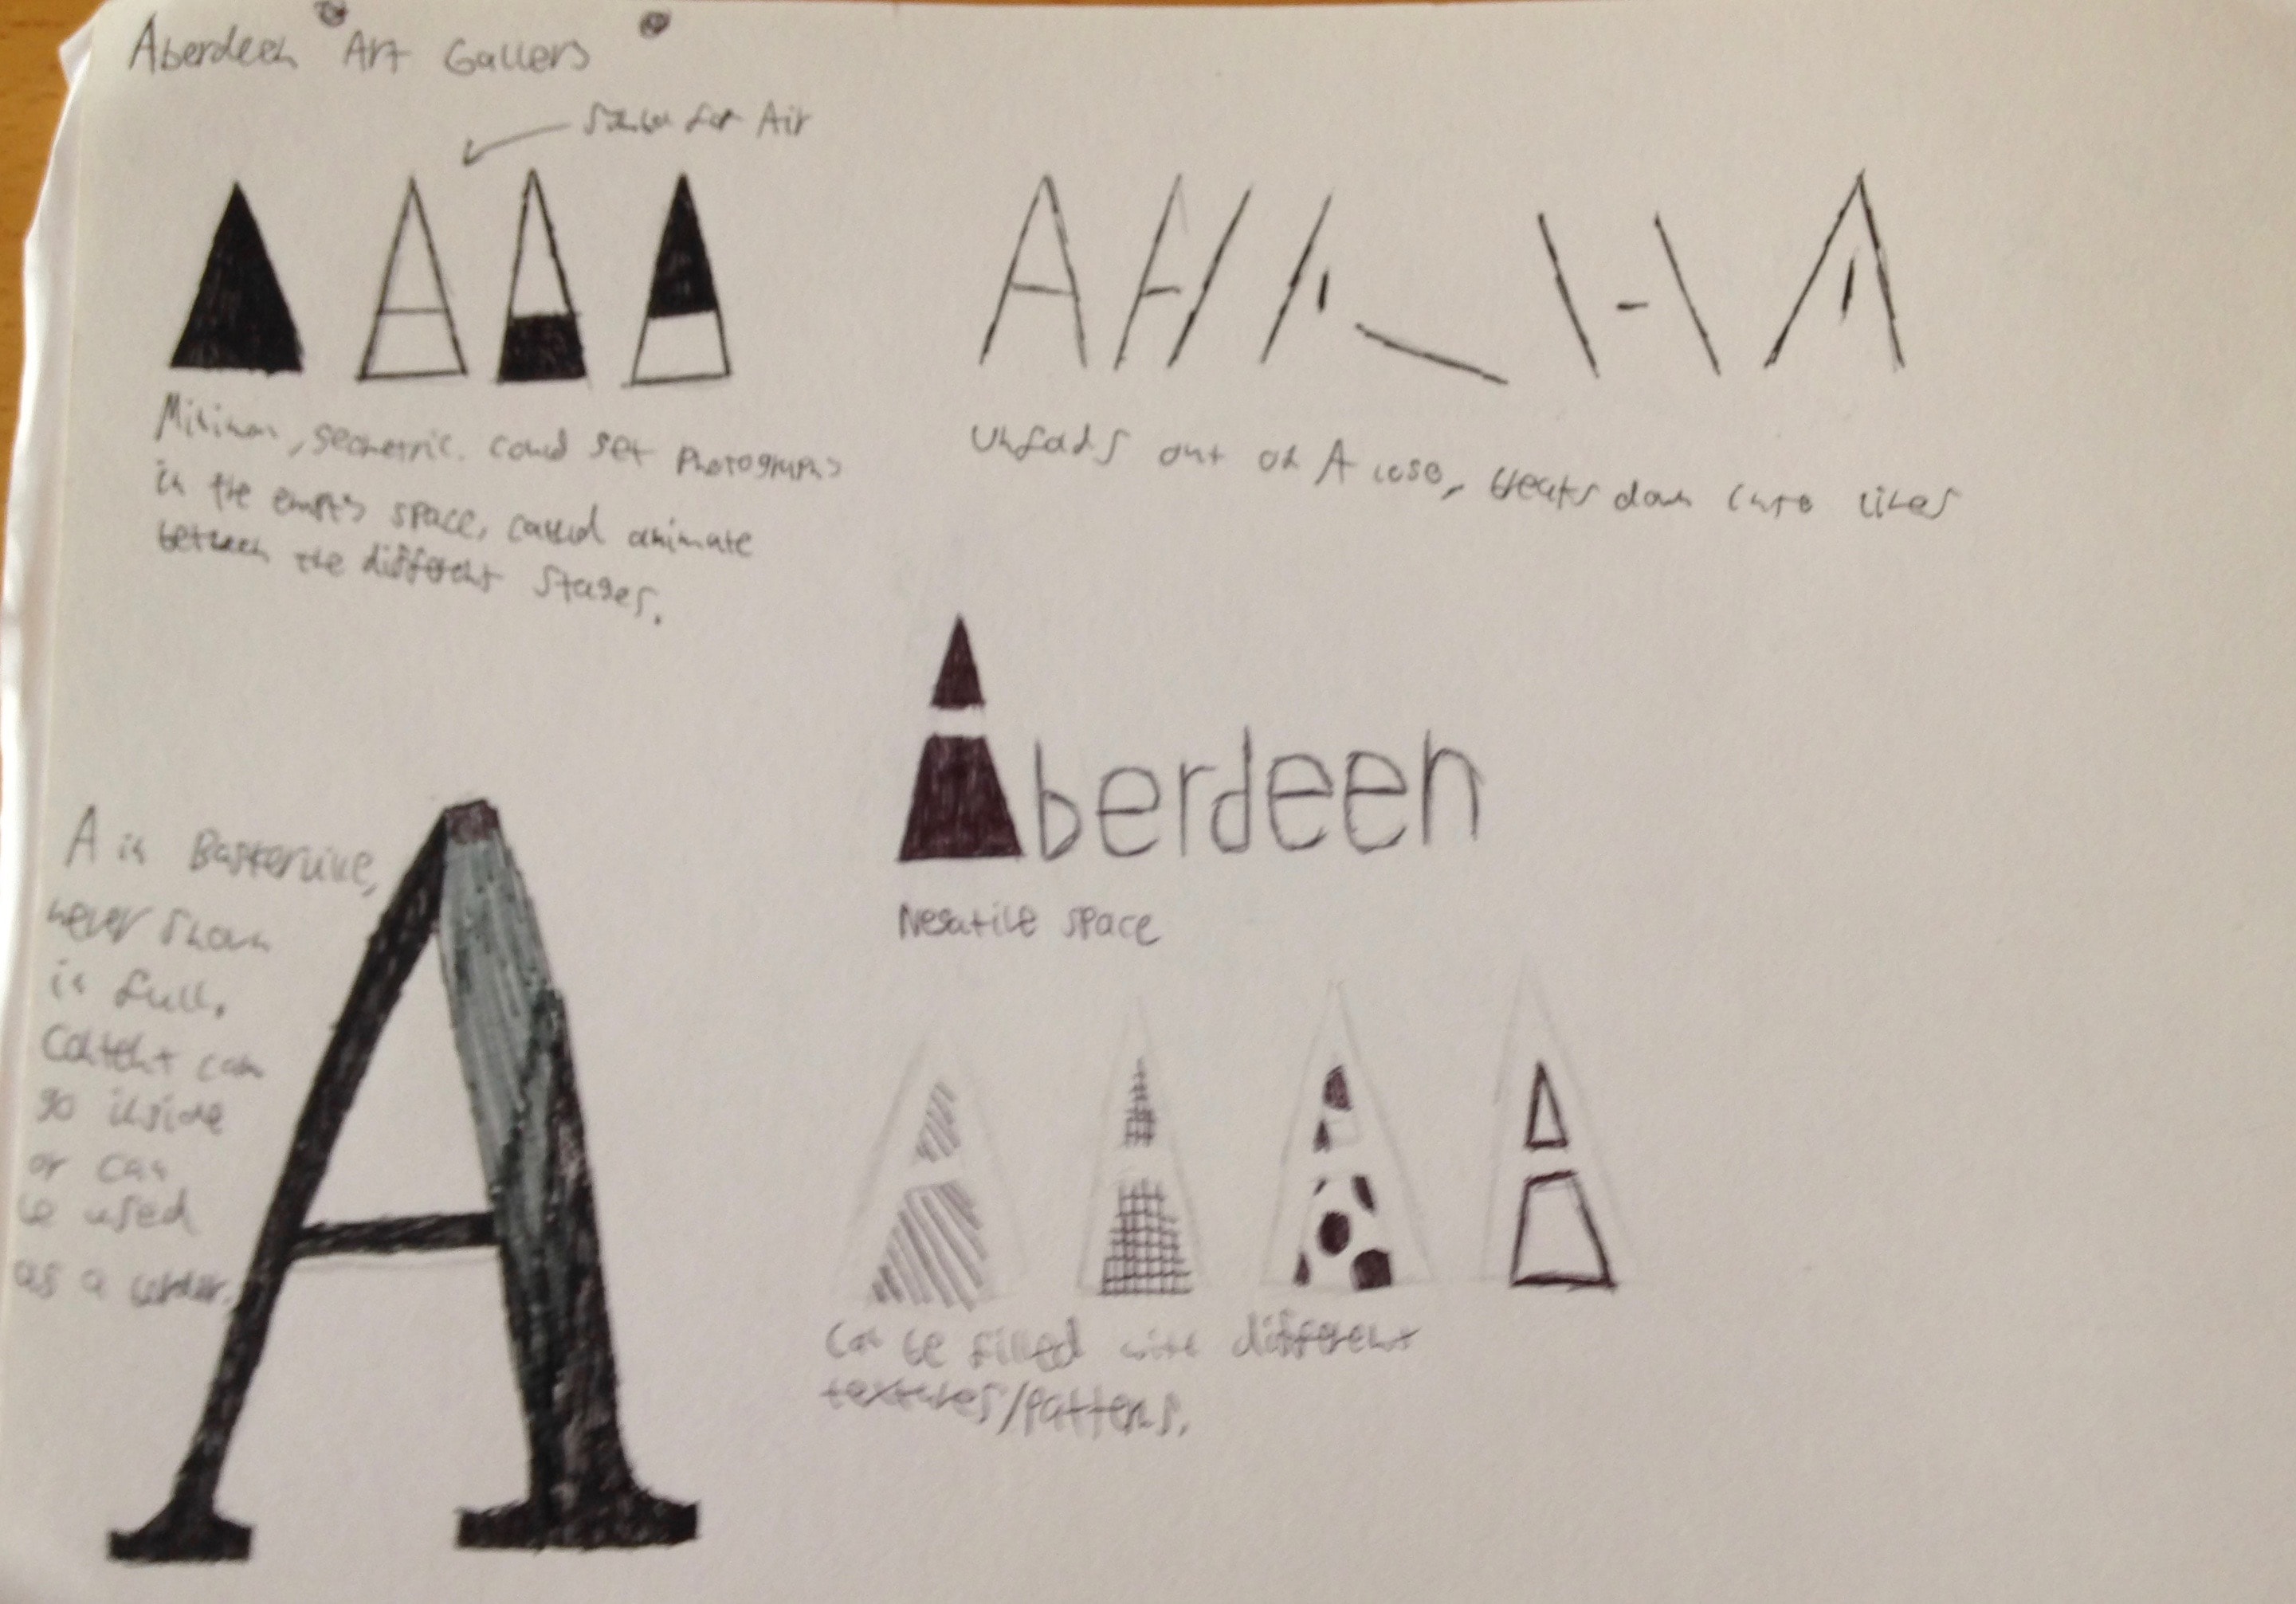 Aberdeen Art Gallery
Symbol for Air
Minimal, geometric. Could set photographs
in the empty space, could animate
between the different stages.
Unfolds out of A logo, breaks down into lines
Aberdeen
Negative space
A in Baskerville,
never shown
in full.
Content can
go inside
or can
be used
as a border.
Can be filled with different
textures/patterns.